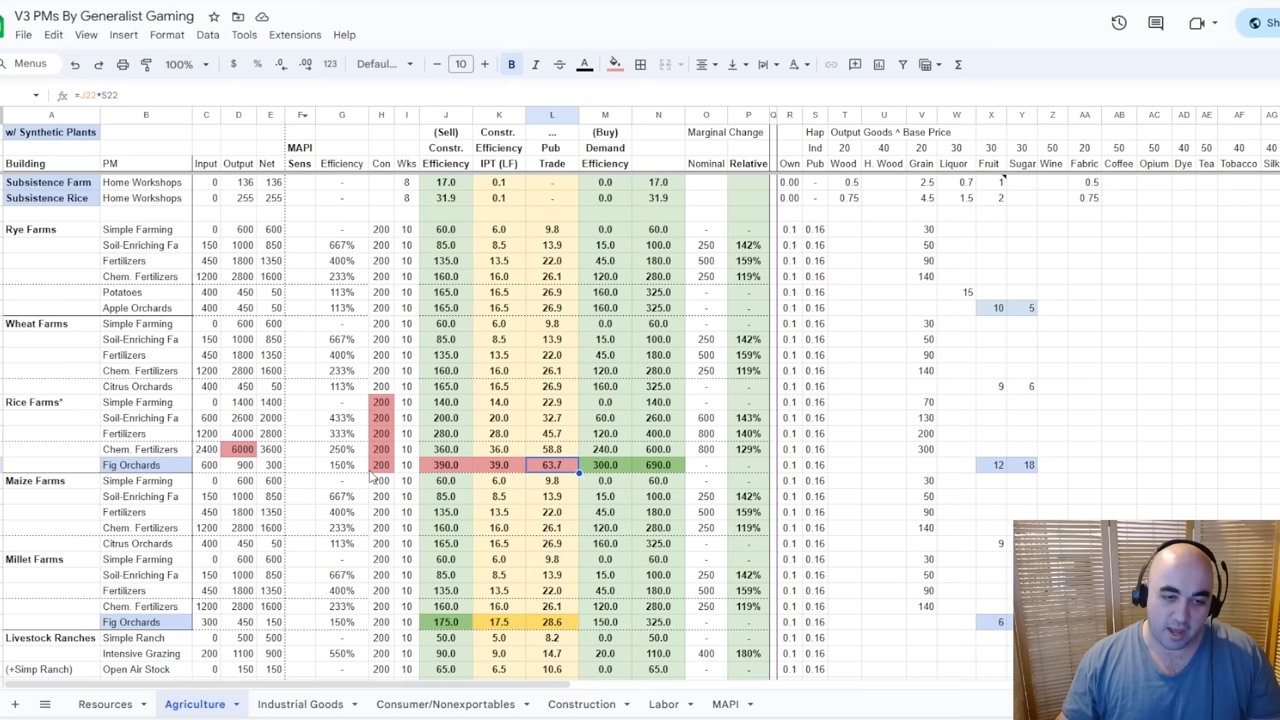 V3 PMs By Generalist Gaming
File Edit View Insert Format Data Tools Extensions Help
Sh
Menus 100% $ % .0 .00 123 Defaul... 10 B I A Σ
fx =J22*S22
A B C D E F G H I J K L M N O P Q R S T U V W X Y Z AA AB AC AD AE AF AG
w/ Synthetic Plants (Sell) Constr. ... (Buy) Marginal Change Hap Output Goods ^ Base Price
MAPI Constr. Efficiency Pub Demand Ind 20 20 30 30 30 50 20 50 50 40 50 40 40
Building PM Input Output Net Sens Efficiency Con Wks Efficiency IPT (LF) Trade Efficiency Nominal Relative Own Pub Wood H. Wood Grain Liquor Fruit Sugar Wine Fabric Coffee Opium Dye Tea Tobacco Silk
Subsistence Farm Home Workshops 0 136 136 - 8 17.0 0.1 - 0.0 17.0 0.00 - 0.5 2.5 0.7 1 0.5
Subsistence Rice Home Workshops 0 255 255 - 8 31.9 0.1 - 0.0 31.9 0.00 - 0.75 4.5 1.5 2 0.75
Rye Farms Simple Farming 0 600 600 - 200 10 60.0 6.0 9.8 0.0 60.0 - - 0.1 0.16 30
Soil-Enriching Fa 150 1000 850 667% 200 10 85.0 8.5 13.9 15.0 100.0 250 142% 0.1 0.16 50
Fertilizers 450 1800 1350 400% 200 10 135.0 13.5 22.0 45.0 180.0 500 159% 0.1 0.16 90
Chem. Fertilizers 1200 2800 1600 233% 200 10 160.0 16.0 26.1 120.0 280.0 250 119% 0.1 0.16 140
Potatoes 400 450 50 113% 200 10 165.0 16.5 26.9 160.0 325.0 - - 0.1 0.16 15
Apple Orchards 400 450 50 113% 200 10 165.0 16.5 26.9 160.0 325.0 - - 0.1 0.16 10 5
Wheat Farms Simple Farming 0 600 600 - 200 10 60.0 6.0 9.8 0.0 60.0 - - 0.1 0.16 30
Soil-Enriching Fa 150 1000 850 667% 200 10 85.0 8.5 13.9 15.0 100.0 250 142% 0.1 0.16 50
Fertilizers 450 1800 1350 400% 200 10 135.0 13.5 22.0 45.0 180.0 500 159% 0.1 0.16 90
Chem. Fertilizers 1200 2800 1600 233% 200 10 160.0 16.0 26.1 120.0 280.0 250 119% 0.1 0.16 140
Citrus Orchards 400 450 50 113% 200 10 165.0 16.5 26.9 160.0 325.0 - - 0.1 0.16 9 6
Rice Farms* Simple Farming 0 1400 1400 - 200 10 140.0 14.0 22.9 0.0 140.0 - - 0.1 0.16 70
Soil-Enriching Fa 600 2600 2000 433% 200 10 200.0 20.0 32.7 60.0 260.0 600 143% 0.1 0.16 130
Fertilizers 1200 4000 2800 333% 200 10 280.0 28.0 45.7 120.0 400.0 800 140% 0.1 0.16 200
Chem. Fertilizers 2400 6000 3600 250% 200 10 360.0 36.0 58.8 240.0 600.0 800 129% 0.1 0.16 300
Fig Orchards 600 900 300 150% 200 10 390.0 39.0 63.7 300.0 690.0 - - 0.1 0.16 12 18
Maize Farms Simple Farming 0 600 600 - 200 10 60.0 6.0 9.8 0.0 60.0 - - 0.1 0.16 30
Soil-Enriching Fa 150 1000 850 667% 200 10 85.0 8.5 13.9 15.0 100.0 250 142% 0.1 0.16 50
Fertilizers 450 1800 1350 400% 200 10 135.0 13.5 22.0 45.0 180.0 500 159% 0.1 0.16 90
Chem. Fertilizers 1200 2800 1600 233% 200 10 160.0 16.0 26.1 120.0 280.0 250 119% 0.1 0.16 140
Citrus Orchards 400 450 50 113% 200 10 165.0 16.5 26.9 160.0 325.0 - - 0.1 0.16 9
Millet Farms Simple Farming 0 600 600 - 200 10 60.0 6.0 9.8 0.0 60.0 - - 0.1 0.16 30
Soil-Enriching Fa 150 1000 850 667% 200 10 85.0 8.5 13.9 15.0 100.0 250 142% 0.1 0.16 50
Fertilizers 450 1800 1350 400% 200 10 135.0 13.5 22.0 45.0 180.0 500 159% 0.1 0.16 90
Chem. Fertilizers 1200 2800 1600 233% 200 10 160.0 16.0 26.1 120.0 280.0 250 119% 0.1 0.16 140
Fig Orchards 300 450 150 150% 200 10 175.0 17.5 28.6 150.0 325.0 - - 0.1 0.16 6
Livestock Ranches Simple Ranch 0 500 500 - 200 10 50.0 5.0 8.2 0.0 50.0 - - 0.1 0.16
Intensive Grazing 200 1100 900 550% 200 10 90.0 9.0 14.7 20.0 110.0 400 180% 0.1 0.16
(+Simp Ranch) Open Air Stock 0 150 150 - 200 10 65.0 6.5 10.6 0.0 65.0 - - 0.1 0.16
Resources Agriculture Industrial Goods Consumer/Nonexportables Construction Labor MAPI